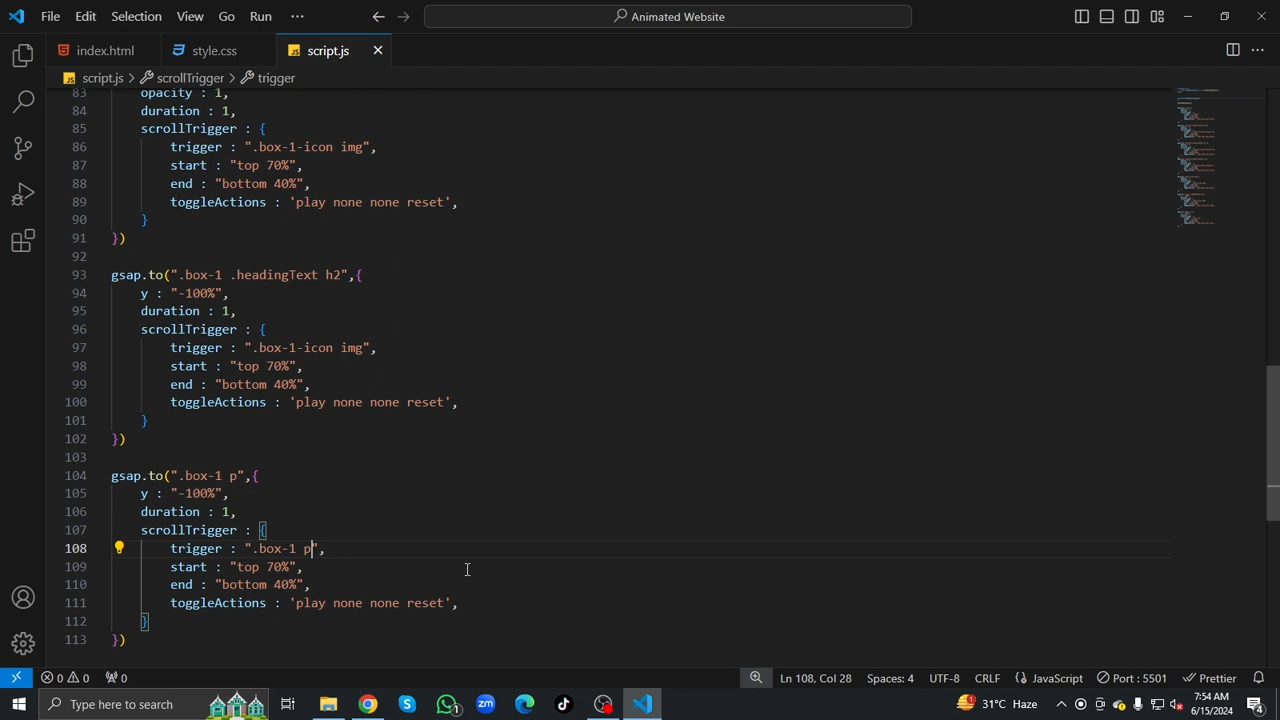 File Edit Selection View Go Run ··· Animated Website
index.html style.css script.js
script.js > scrollTrigger > trigger
83 opacity : 1,
84 duration : 1,
85 scrollTrigger : {
86 trigger : ".box-1-icon img",
87 start : "top 70%",
88 end : "bottom 40%",
89 toggleActions : 'play none none reset',
90 }
91 })
92
93 gsap.to(".box-1 .headingText h2",{
94 y : "-100%",
95 duration : 1,
96 scrollTrigger : {
97 trigger : ".box-1-icon img",
98 start : "top 70%",
99 end : "bottom 40%",
100 toggleActions : 'play none none reset',
101 }
102 })
103
104 gsap.to(".box-1 p",{
105 y : "-100%",
106 duration : 1,
107 scrollTrigger : {
108 trigger : ".box-1 p",
109 start : "top 70%",
110 end : "bottom 40%",
111 toggleActions : 'play none none reset',
112 }
113 })
0 0 0 Ln 108, Col 28 Spaces: 4 UTF-8 CRLF {} JavaScript Port : 5501 Prettier
Type here to search 1 31°C Haze 7:54 AM
6/15/2024 4